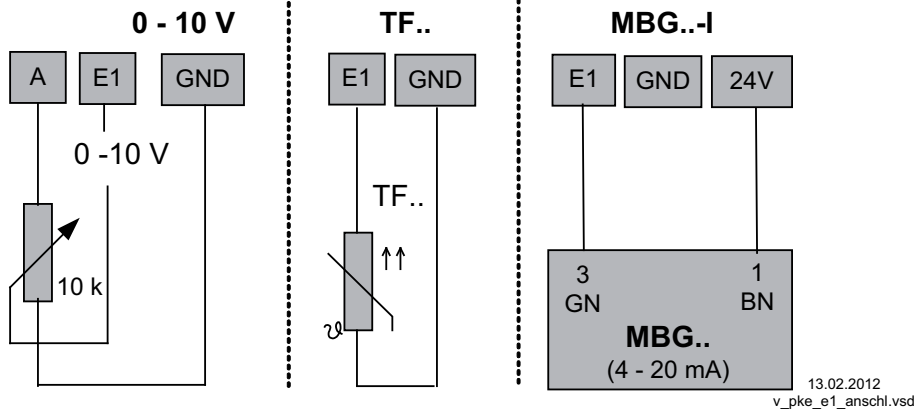 0 - 10 V
A E1 GND
0 -10 V
10 k
TF..
E1 GND
TF..
↑↑
ϑ
MBG..-I
E1 GND 24V
3 1
GN BN
MBG..
(4 - 20 mA)
13.02.2012
v_pke_e1_anschl.vsd